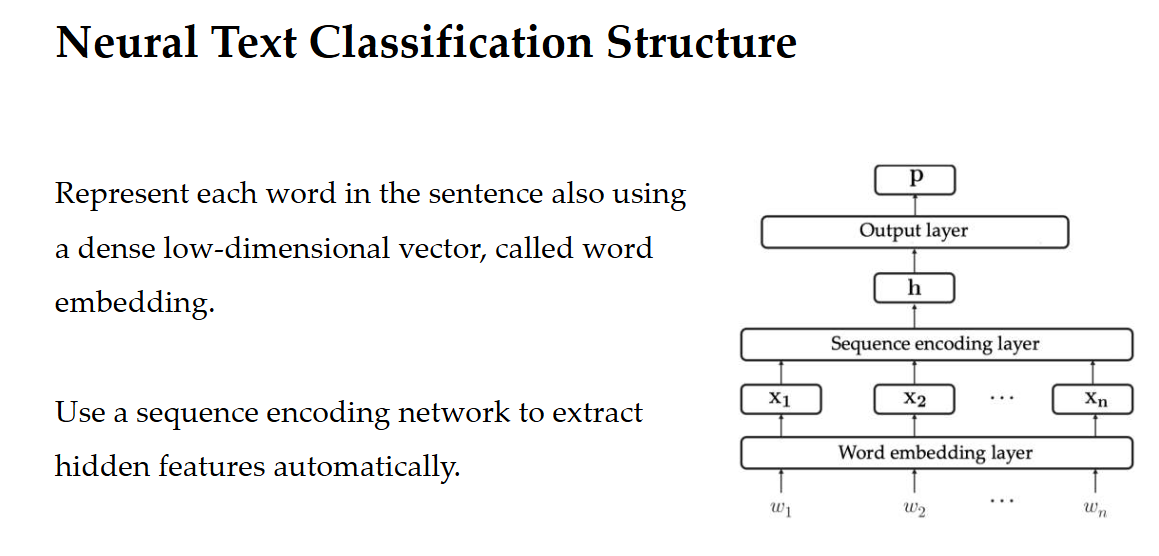 Neural Text Classification Structure
Represent each word in the sentence also using
a dense low-dimensional vector, called word
embedding.
Use a sequence encoding network to extract
hidden features automatically.
p
Output layer
h
Sequence encoding layer
x₁ x₂ ··· xₙ
Word embedding layer
w₁ w₂ ··· wₙ